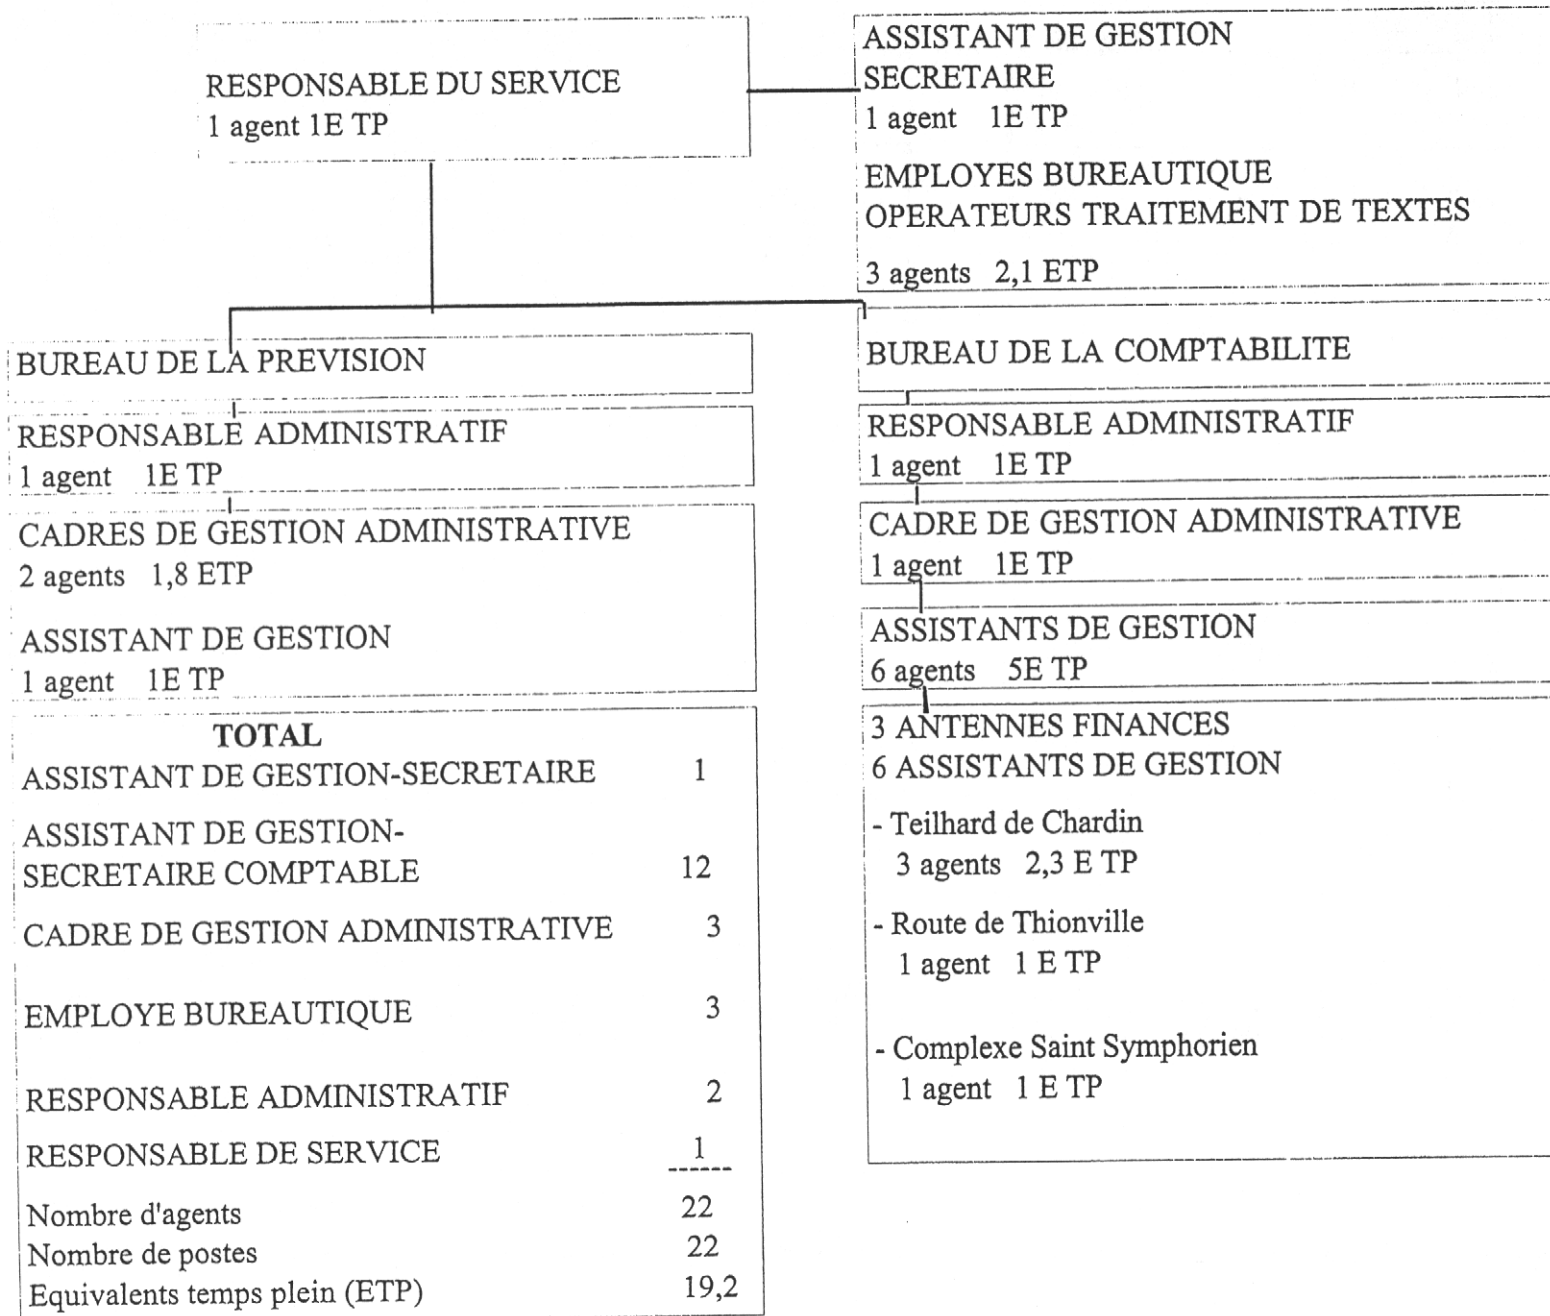 RESPONSABLE DU SERVICE
1 agent 1E TP
ASSISTANT DE GESTION
SECRETAIRE
1 agent 1E TP
EMPLOYES BUREAUTIQUE
OPERATEURS TRAITEMENT DE TEXTES
3 agents 2,1 ETP
BUREAU DE LA PREVISION
RESPONSABLE ADMINISTRATIF
1 agent 1E TP
CADRES DE GESTION ADMINISTRATIVE
2 agents 1,8 ETP
ASSISTANT DE GESTION
1 agent 1E TP
BUREAU DE LA COMPTABILITE
RESPONSABLE ADMINISTRATIF
1 agent 1E TP
CADRE DE GESTION ADMINISTRATIVE
1 agent 1E TP
ASSISTANTS DE GESTION
6 agents 5E TP
3 ANTENNES FINANCES
6 ASSISTANTS DE GESTION
- Teilhard de Chardin
3 agents 2,3 E TP
- Route de Thionville
1 agent 1 E TP
- Complexe Saint Symphorien
1 agent 1 E TP
TOTAL
ASSISTANT DE GESTION-SECRETAIRE 1
ASSISTANT DE GESTION-
SECRETAIRE COMPTABLE 12
CADRE DE GESTION ADMINISTRATIVE 3
EMPLOYE BUREAUTIQUE 3
RESPONSABLE ADMINISTRATIF 2
RESPONSABLE DE SERVICE 1
------
Nombre d'agents 22
Nombre de postes 22
Equivalents temps plein (ETP) 19,2